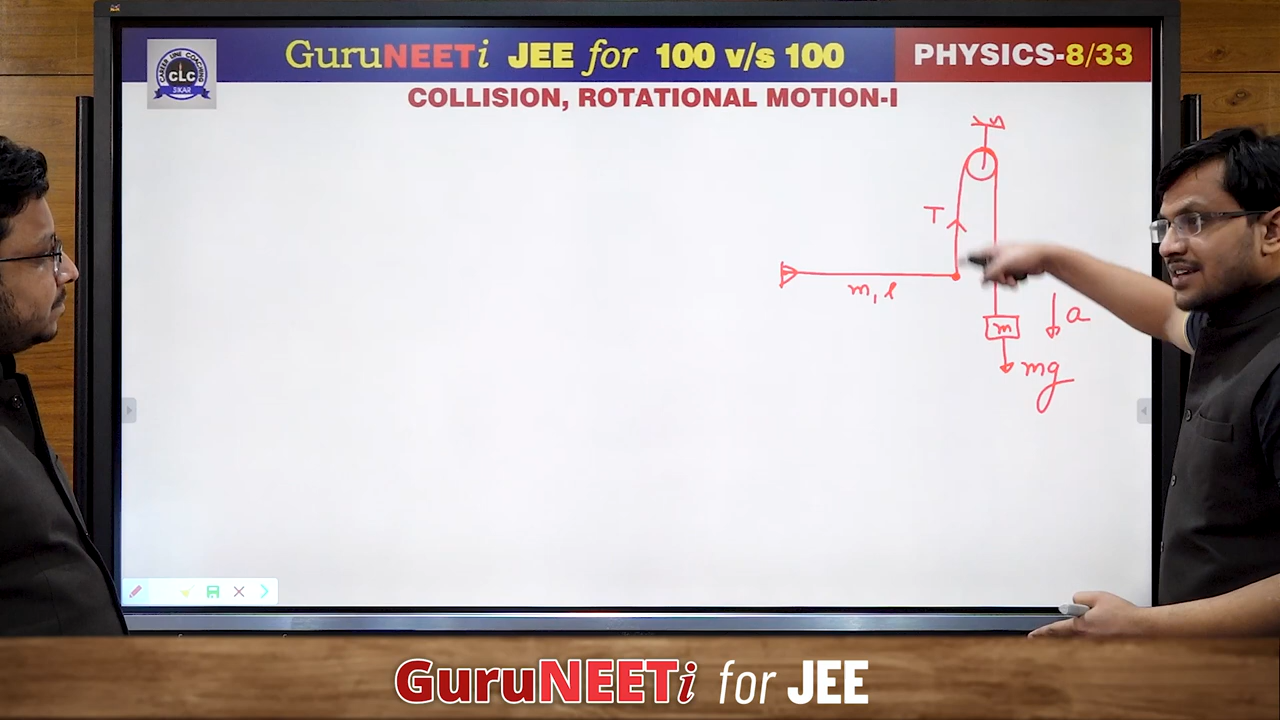 GuruNEETi JEE for 100 v/s 100
PHYSICS-8/33
CAREER LINE COACHING
CLC
SIKAR
COLLISION, ROTATIONAL MOTION-I
T
m, l
m
a
mg
GuruNEETi for JEE